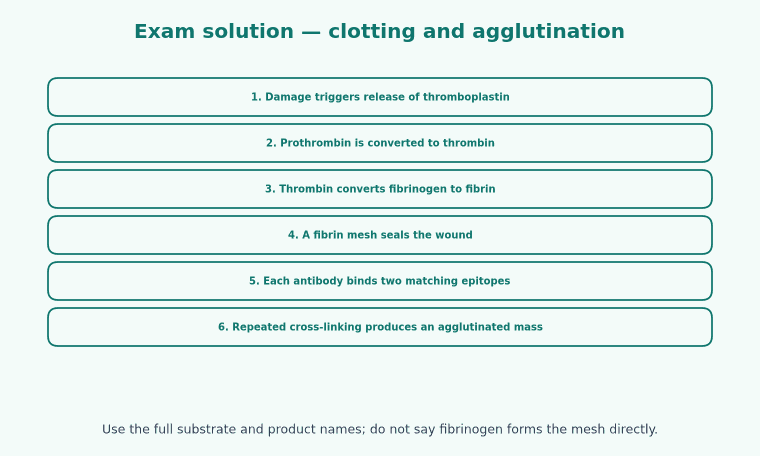 Exam solution — clotting and agglutination
1. Damage triggers release of thromboplastin
2. Prothrombin is converted to thrombin
3. Thrombin converts fibrinogen to fibrin
4. A fibrin mesh seals the wound
5. Each antibody binds two matching epitopes
6. Repeated cross-linking produces an agglutinated mass
Use the full substrate and product names; do not say fibrinogen forms the mesh directly.